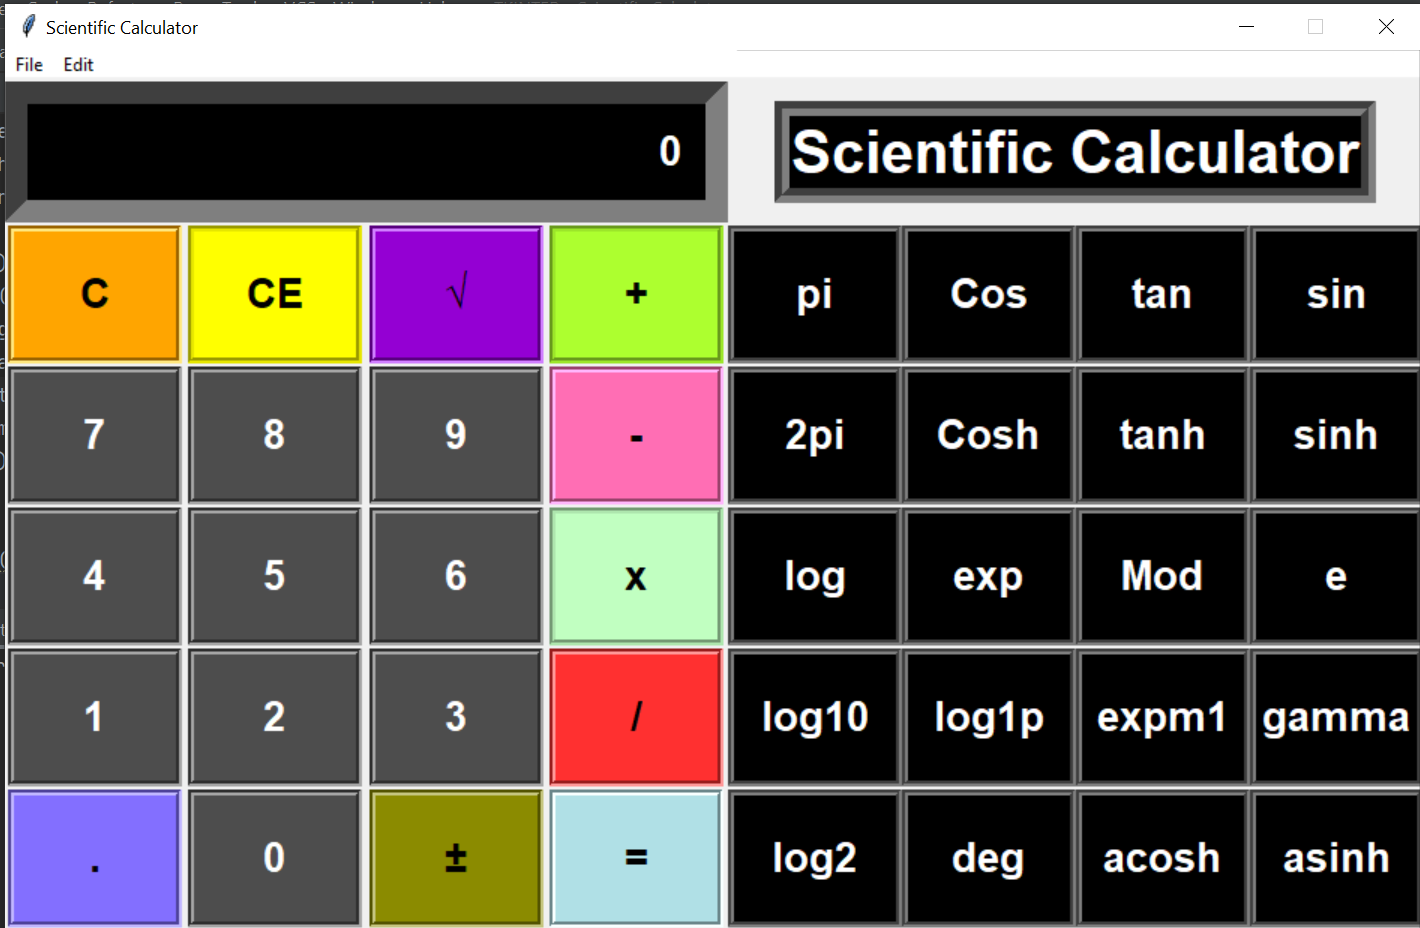 Scientific Calculator
File Edit
0
Scientific Calculator
C CE √ + pi Cos tan sin
7 8 9 - 2pi Cosh tanh sinh
4 5 6 x log exp Mod e
1 2 3 / log10 log1p expm1 gamma
. 0 ± = log2 deg acosh asinh